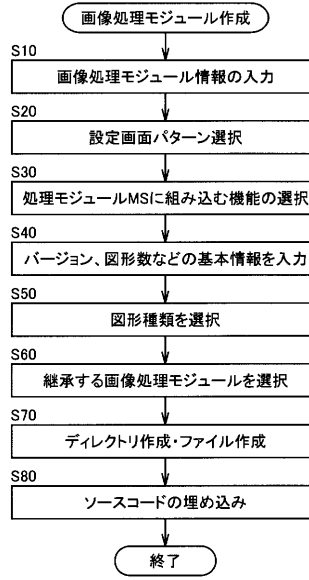 画像処理モジュール作成
S10
画像処理モジュール情報の入力
S20
設定画面パターン選択
S30
処理モジュールMSに組み込む機能の選択
S40
バージョン、図形数などの基本情報を入力
S50
図形種類を選択
S60
継承する画像処理モジュールを選択
S70
ディレクトリ作成・ファイル作成
S80
ソースコードの埋め込み
終了